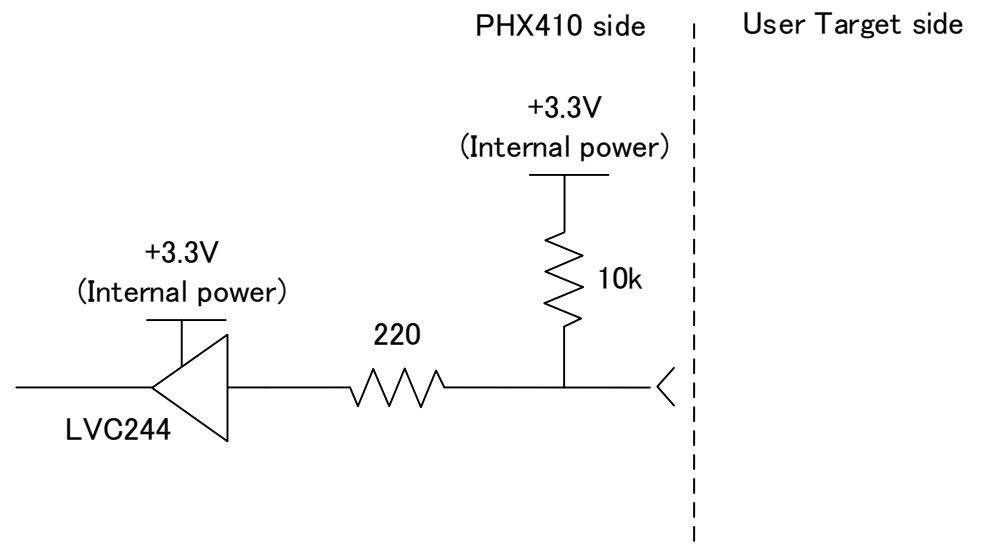 PHX410 side
User Target side
+3.3V
(Internal power)
10k
+3.3V
(Internal power)
220
LVC244